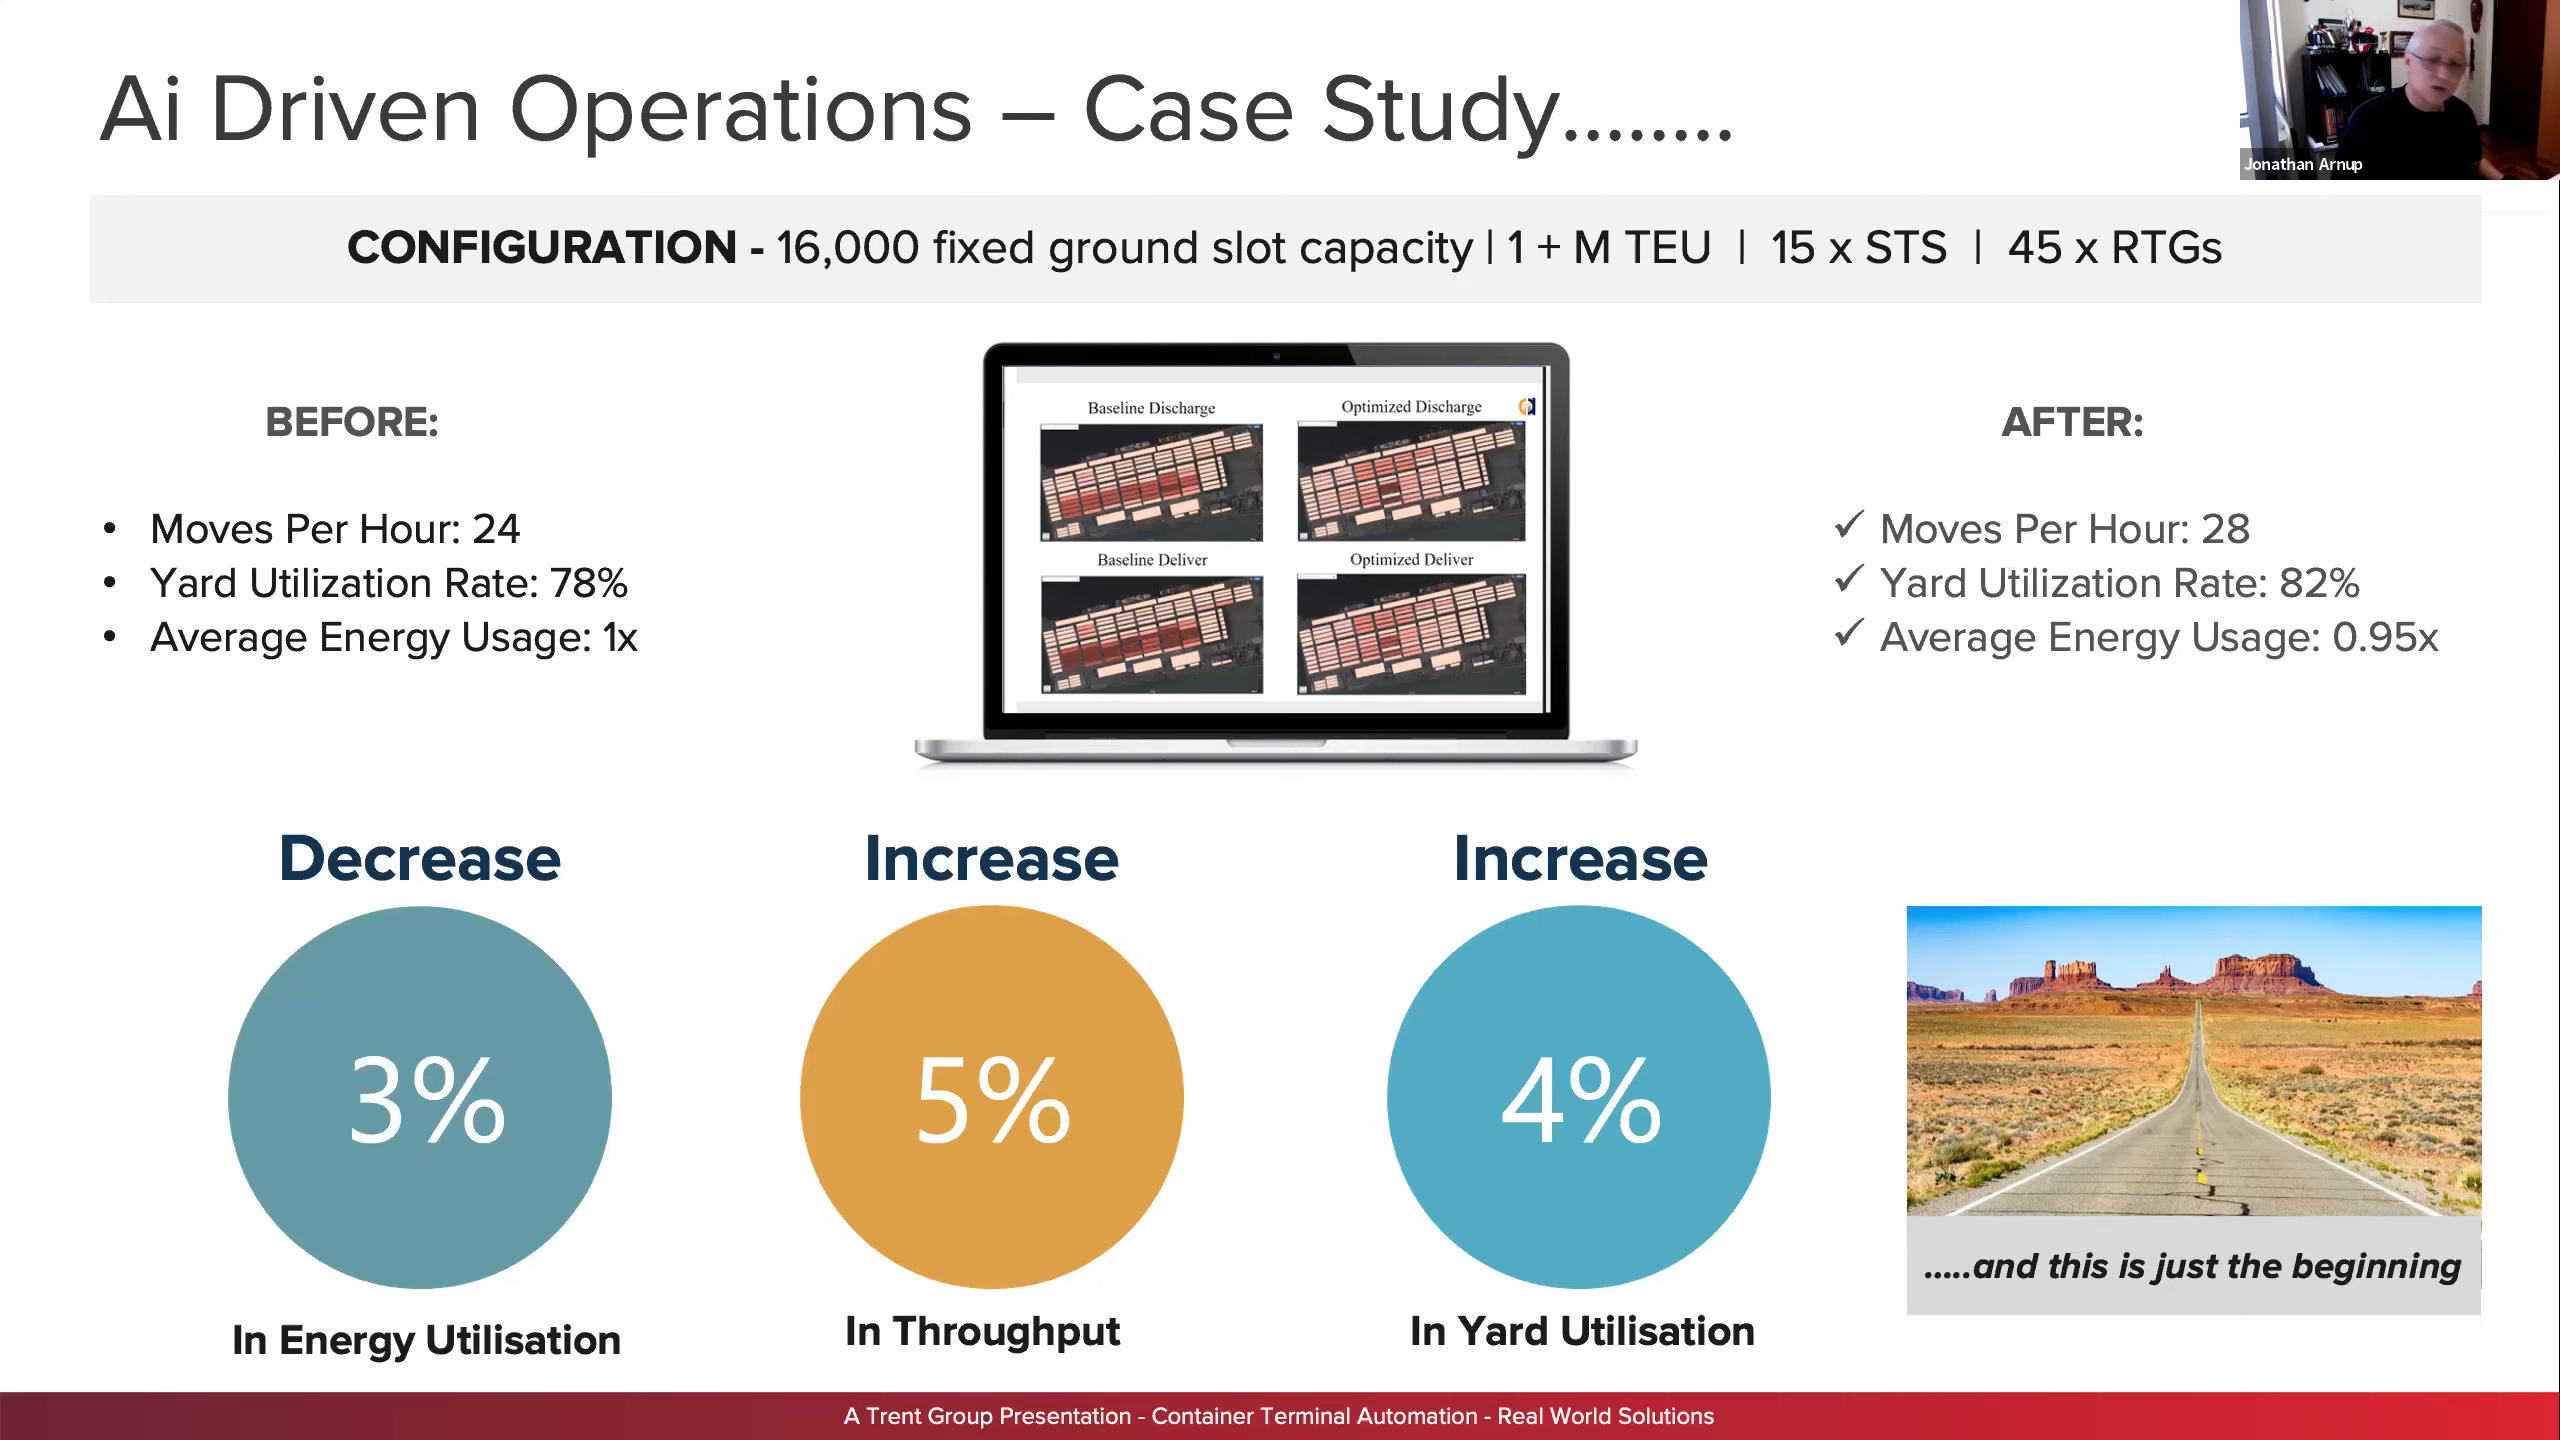 Ai Driven Operations – Case Study........
Jonathan Arnup
CONFIGURATION - 16,000 fixed ground slot capacity | 1 + M TEU | 15 x STS | 45 x RTGs
BEFORE:
• Moves Per Hour: 24
• Yard Utilization Rate: 78%
• Average Energy Usage: 1x
Baseline Discharge
Optimized Discharge
Baseline Deliver
Optimized Deliver
AFTER:
✓ Moves Per Hour: 28
✓ Yard Utilization Rate: 82%
✓ Average Energy Usage: 0.95x
Decrease
3%
In Energy Utilisation
Increase
5%
In Throughput
Increase
4%
In Yard Utilisation
.....and this is just the beginning
A Trent Group Presentation - Container Terminal Automation - Real World Solutions